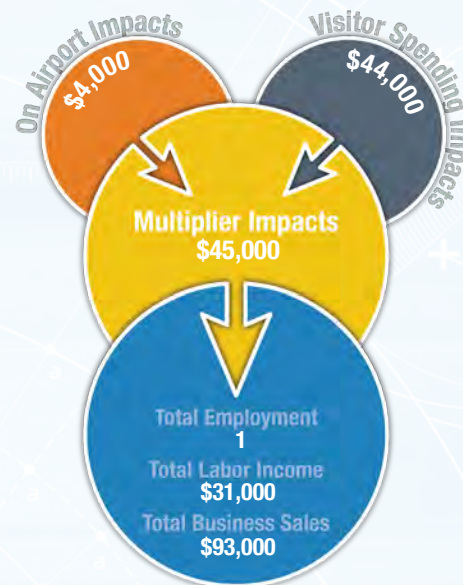 On Airport Impacts
$4,000
Visitor Spending Impacts
$44,000
Multiplier Impacts
$45,000
Total Employment
1
Total Labor Income
$31,000
Total Business Sales
$93,000